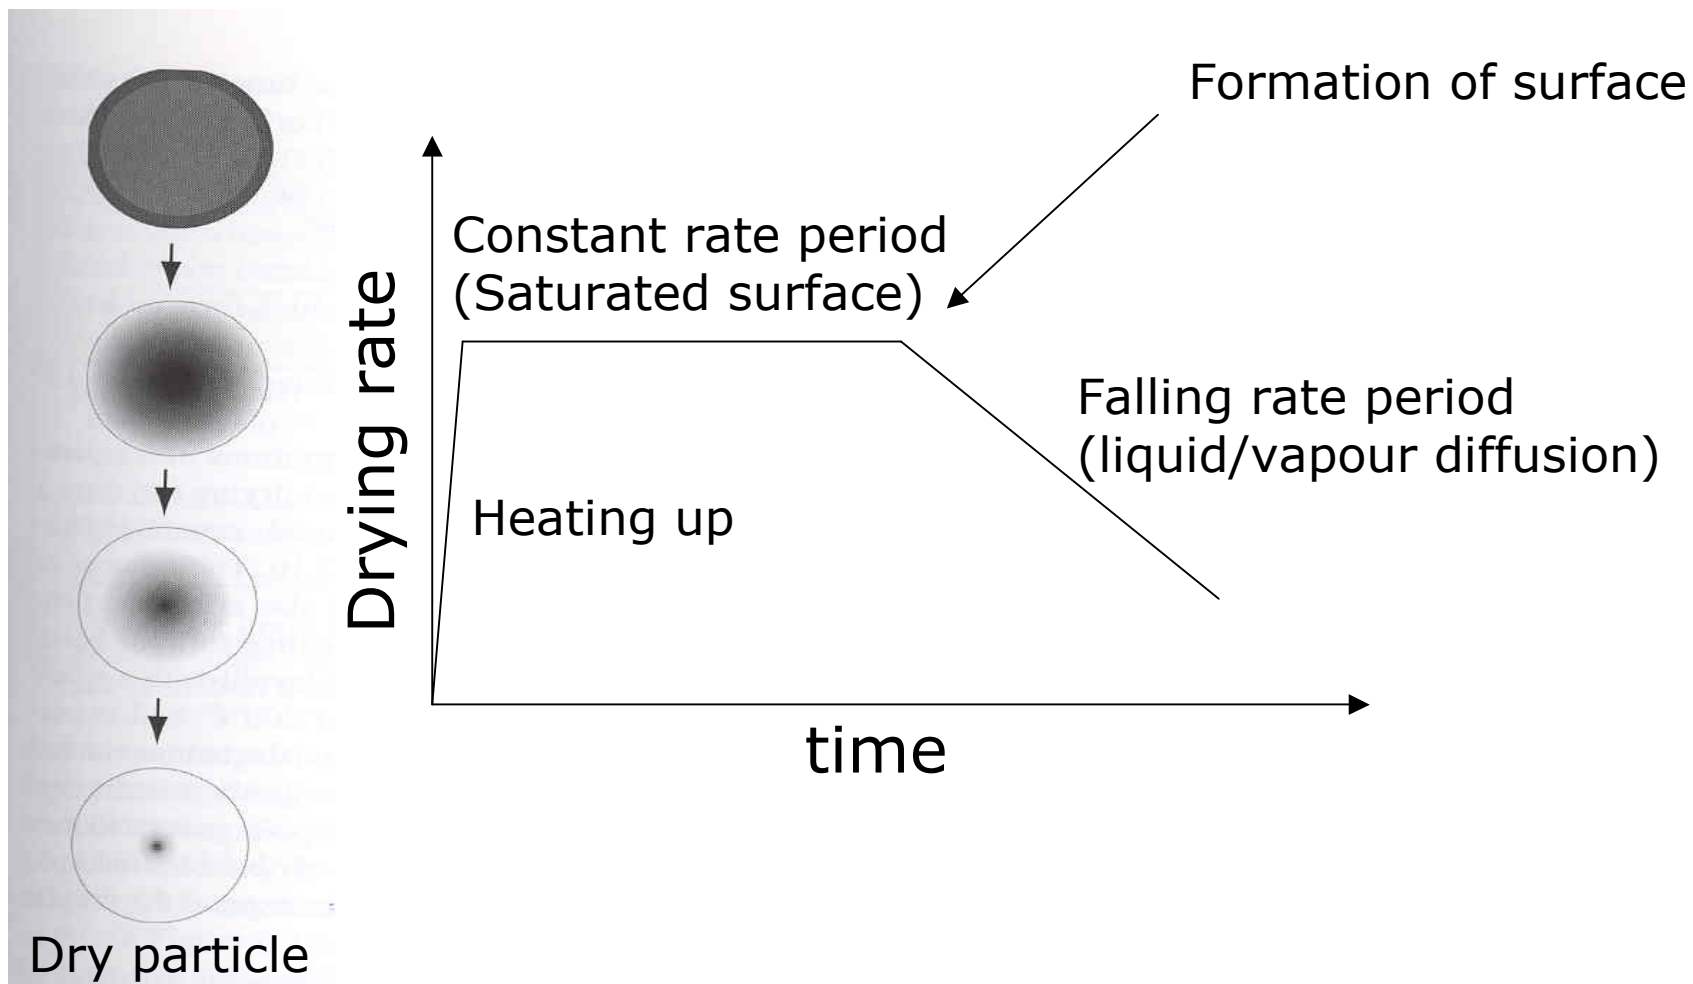 Formation of surface
Constant rate period
(Saturated surface)
Drying rate
Falling rate period
(liquid/vapour diffusion)
Heating up
time
Dry particle